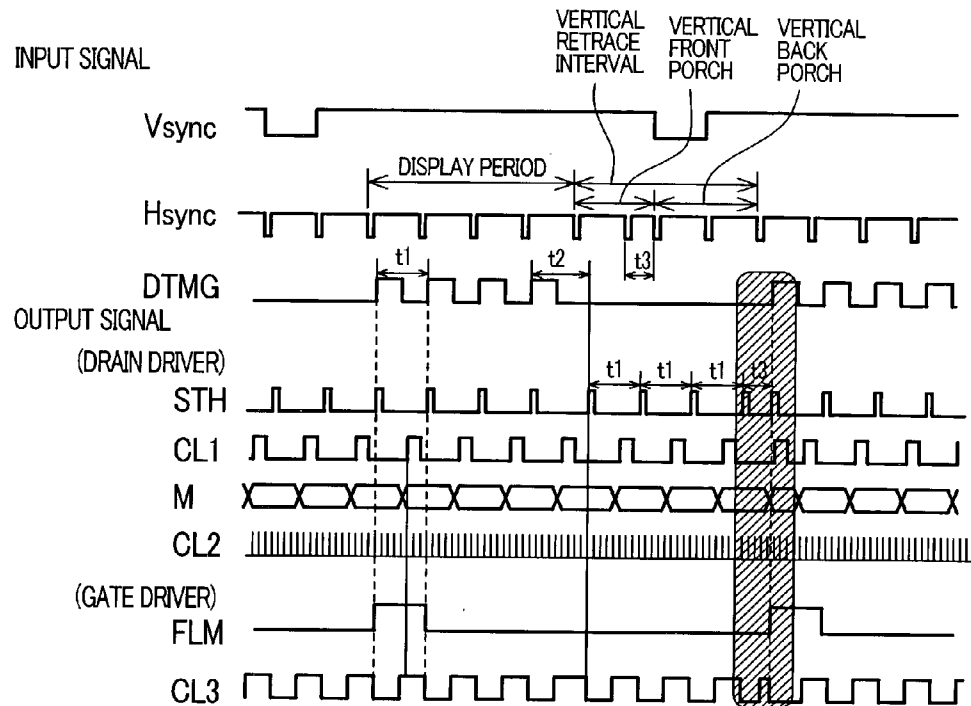 VERTICAL RETRACE INTERVAL
VERTICAL FRONT PORCH
VERTICAL BACK PORCH
INPUT SIGNAL
Vsync
DISPLAY PERIOD
Hsync
t1
t2
t3
DTMG
OUTPUT SIGNAL
(DRAIN DRIVER)
t1
t1
t1
t3
STH
CL1
M
CL2
(GATE DRIVER)
FLM
CL3